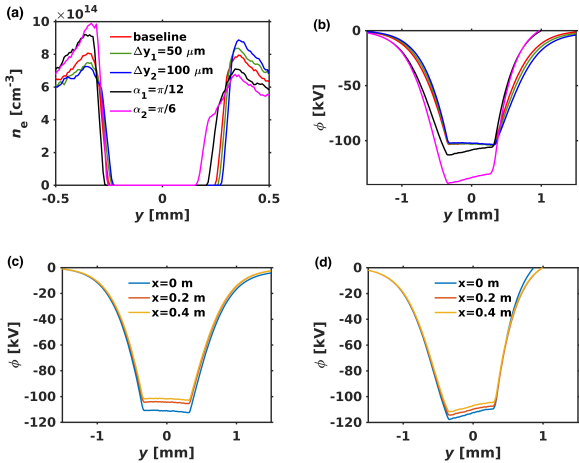 (a)
×10^14
10
8
6
4
2
0
n_e [cm^-3]
baseline
Δy_1=50 μm
Δy_2=100 μm
α_1=π/12
α_2=π/6
-0.5
0
0.5
y [mm]
(b)
0
-50
-100
ϕ [kV]
-1
0
1
y [mm]
(c)
0
-20
-40
-60
-80
-100
-120
ϕ [kV]
x=0 m
x=0.2 m
x=0.4 m
-1
0
1
y [mm]
(d)
0
-20
-40
-60
-80
-100
-120
ϕ [kV]
x=0 m
x=0.2 m
x=0.4 m
-1
0
1
y [mm]